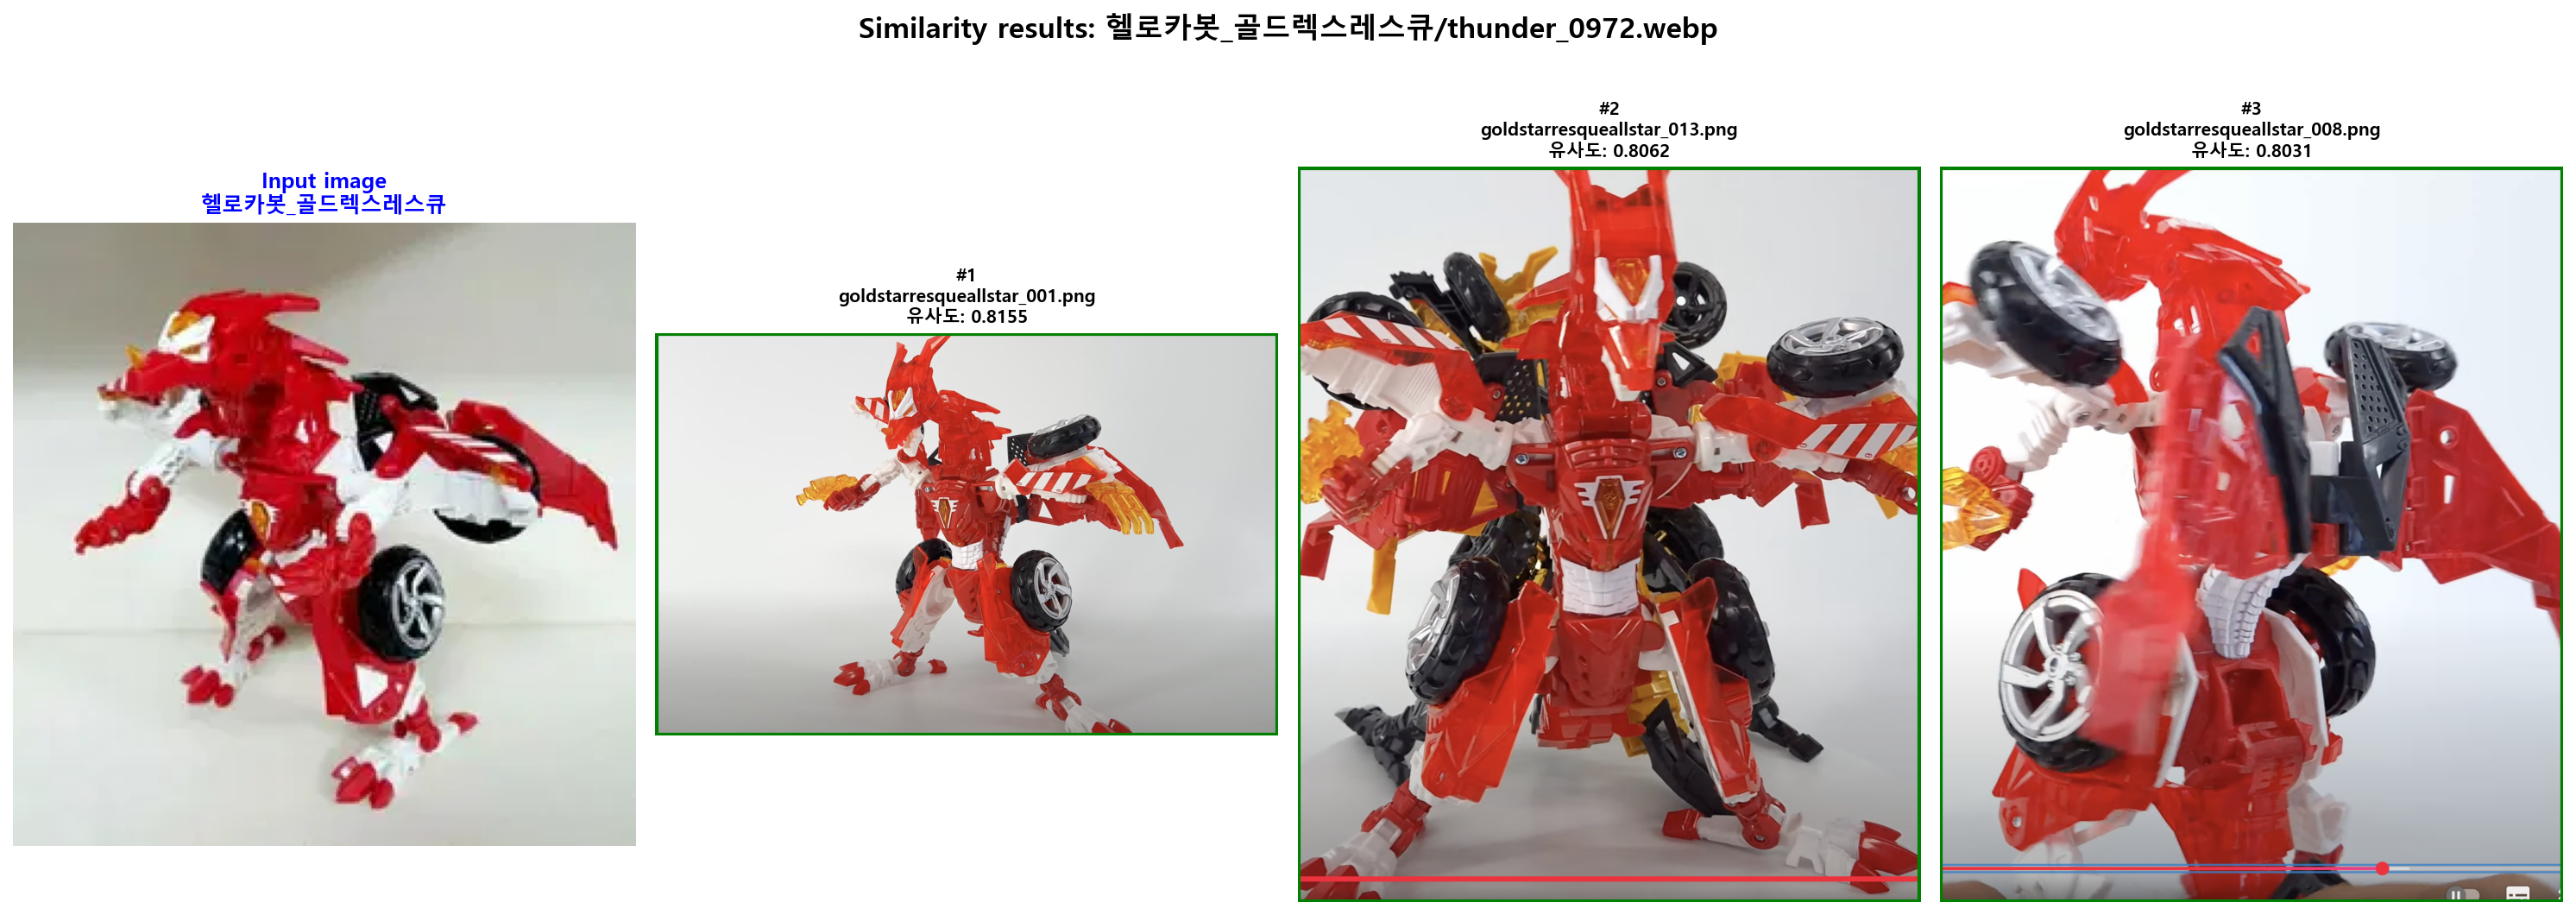 Similarity results: 헬로카봇_골드렉스레스큐/thunder_0972.webp
Input image
헬로카봇_골드렉스레스큐
#1
goldstarresqueallstar_001.png
유사도: 0.8155
#2
goldstarresqueallstar_013.png
유사도: 0.8062
#3
goldstarresqueallstar_008.png
유사도: 0.8031